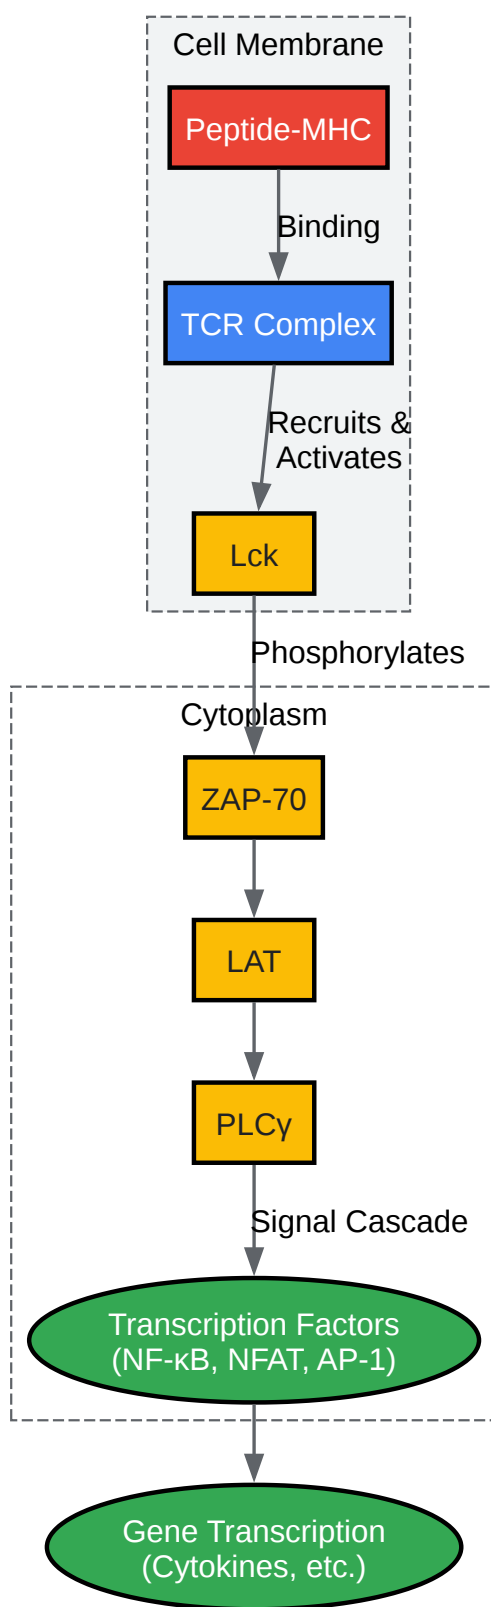 Cell Membrane
Peptide-MHC
Binding
TCR Complex
Recruits &
Activates
Lck
Phosphorylates
Cytoplasm
ZAP-70
LAT
PLCγ
Signal Cascade
Transcription Factors
(NF-κB, NFAT, AP-1)
Gene Transcription
(Cytokines, etc.)